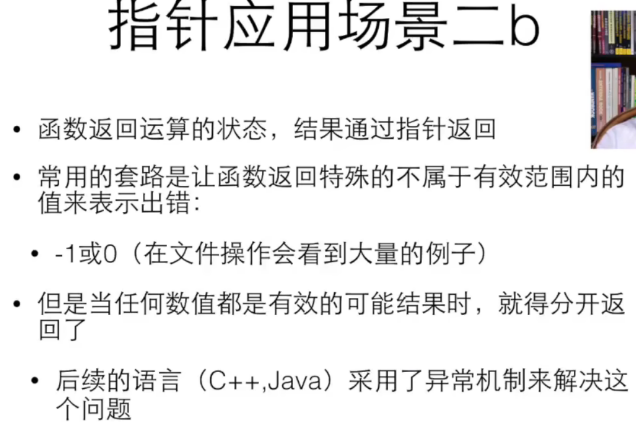 指针应用场景二b
• 函数返回运算的状态，结果通过指针返回
• 常用的套路是让函数返回特殊的不属于有效范围内的
值来表示出错：
• -1或0（在文件操作会看到大量的例子）
• 但是当任何数值都是有效的可能结果时，就得分开返
回了
• 后续的语言（C++,Java）采用了异常机制来解决这
个问题